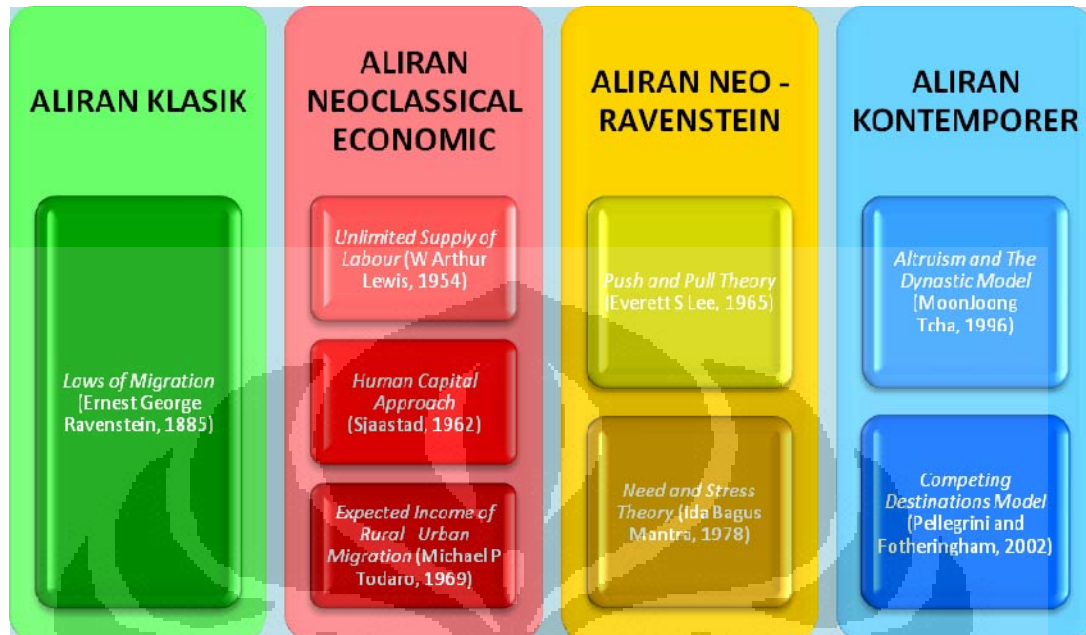 ALIRAN KLASIK
Laws of Migration
(Ernest George
Ravenstein, 1885)
ALIRAN
NEOCLASSICAL
ECONOMIC
Unlimited Supply of
Labour (W Arthur
Lewis, 1954)
Human Capital
Approach
(Sjaastad, 1962)
Expected Income of
Rural Urban
Migration (Michael P
Todaro, 1969)
ALIRAN NEO -
RAVENSTEIN
Push and Pull Theory
(Everett S Lee, 1965)
Need and Stress
Theory (Ida Bagus
Mantra, 1978)
ALIRAN
KONTEMPORER
Altruism and The
Dynastic Model
(MoonJoong
Tcha, 1996)
Competing
Destinations Model
(Pellegrini and
Fotheringham, 2002)